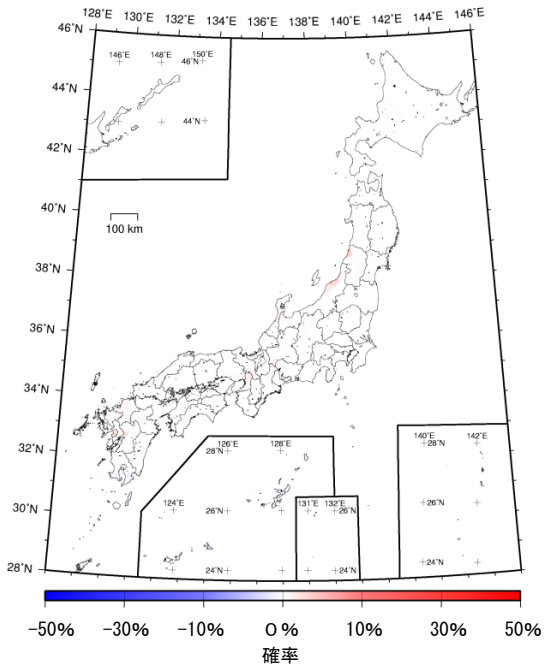 128°E 130°E 132°E 134°E 136°E 138°E 140°E 142°E 144°E 146°E
46°N
146°E 148°E 150°E
46°N
44°N
44°N
42°N
40°N
100 km
38°N
36°N
34°N
32°N
126°E 128°E
28°N
140°E 142°E
28°N
30°N
124°E
26°N
131°E 132°E
26°N
26°N
28°N
24°N
24°N
24°N
-50% -30% -10% 0% 10% 30% 50%
確率